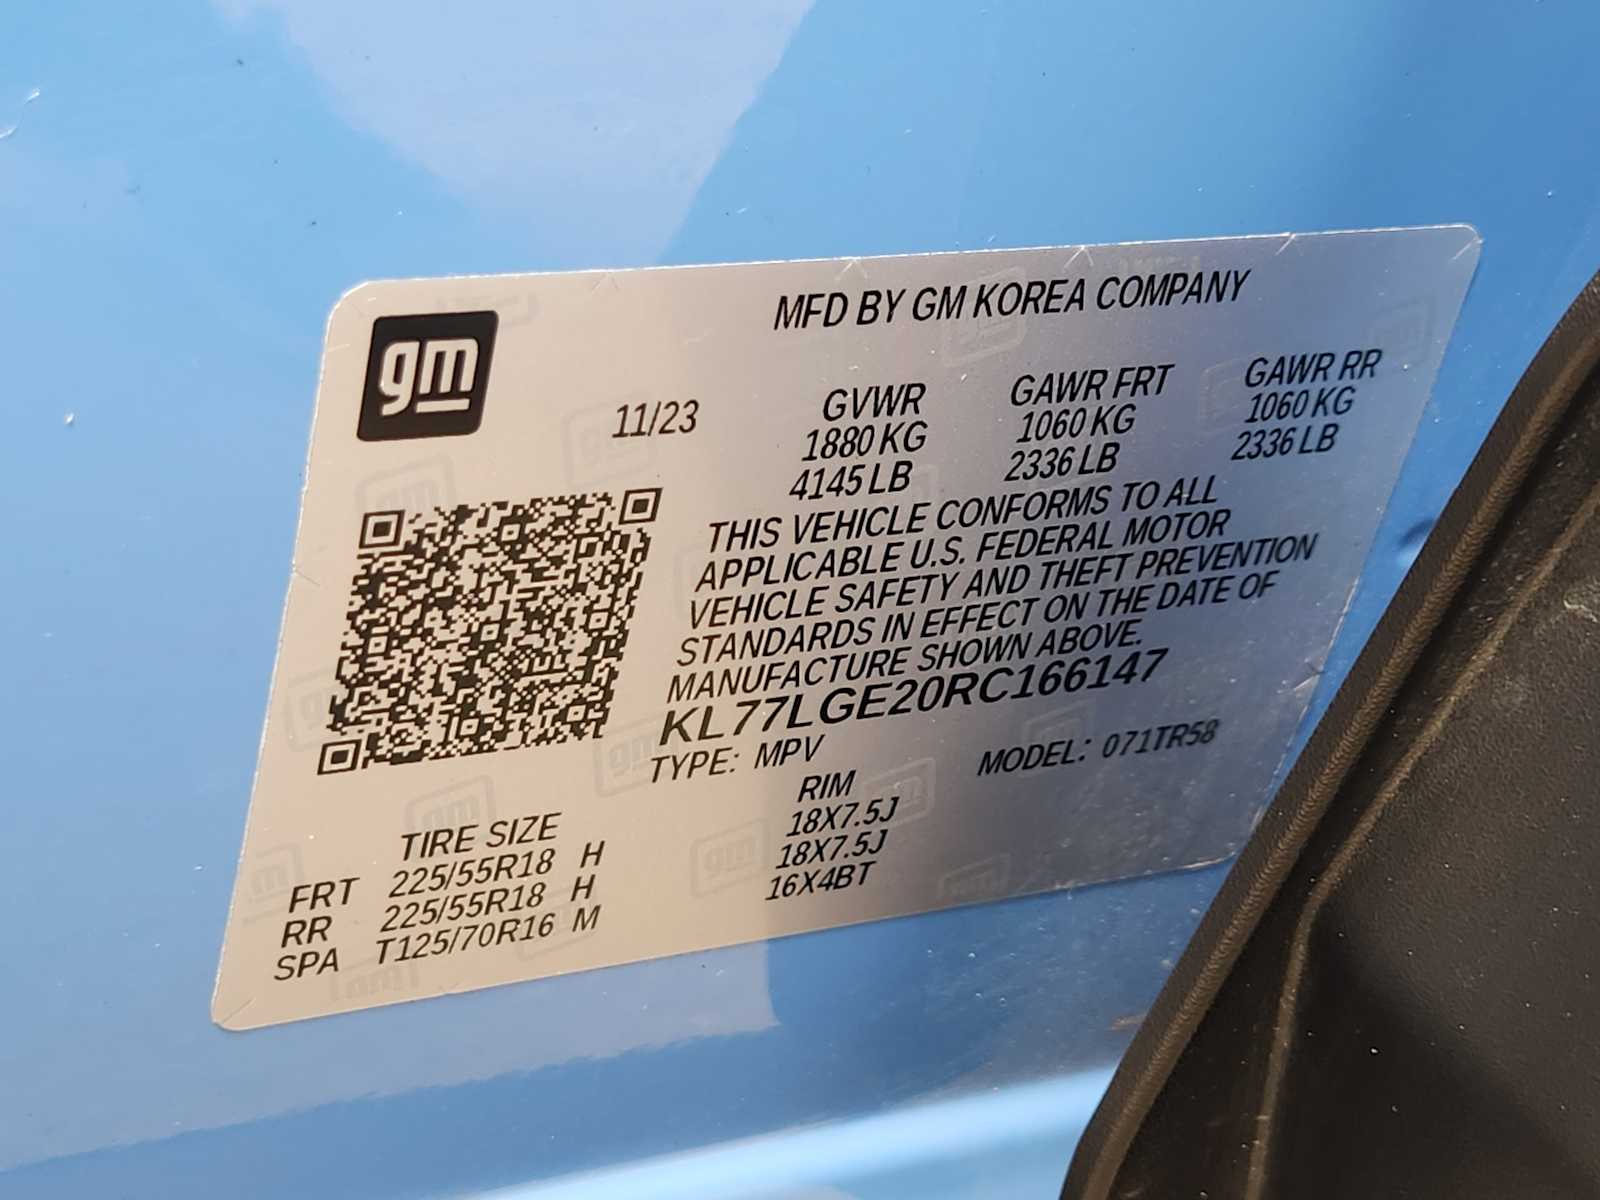 gm
MFD BY GM KOREA COMPANY
11/23 GVWR GAWR FRT GAWR RR
1880 KG 1060 KG 1060 KG
4145 LB 2336 LB 2336 LB
THIS VEHICLE CONFORMS TO ALL
APPLICABLE U.S. FEDERAL MOTOR
VEHICLE SAFETY AND THEFT PREVENTION
STANDARDS IN EFFECT ON THE DATE OF
MANUFACTURE SHOWN ABOVE.
KL77LGE20RC166147
TYPE: MPV MODEL: 071TR58
TIRE SIZE RIM
FRT 225/55R18 H 18X7.5J
RR 225/55R18 H 18X7.5J
SPA T125/70R16 M 16X4BT